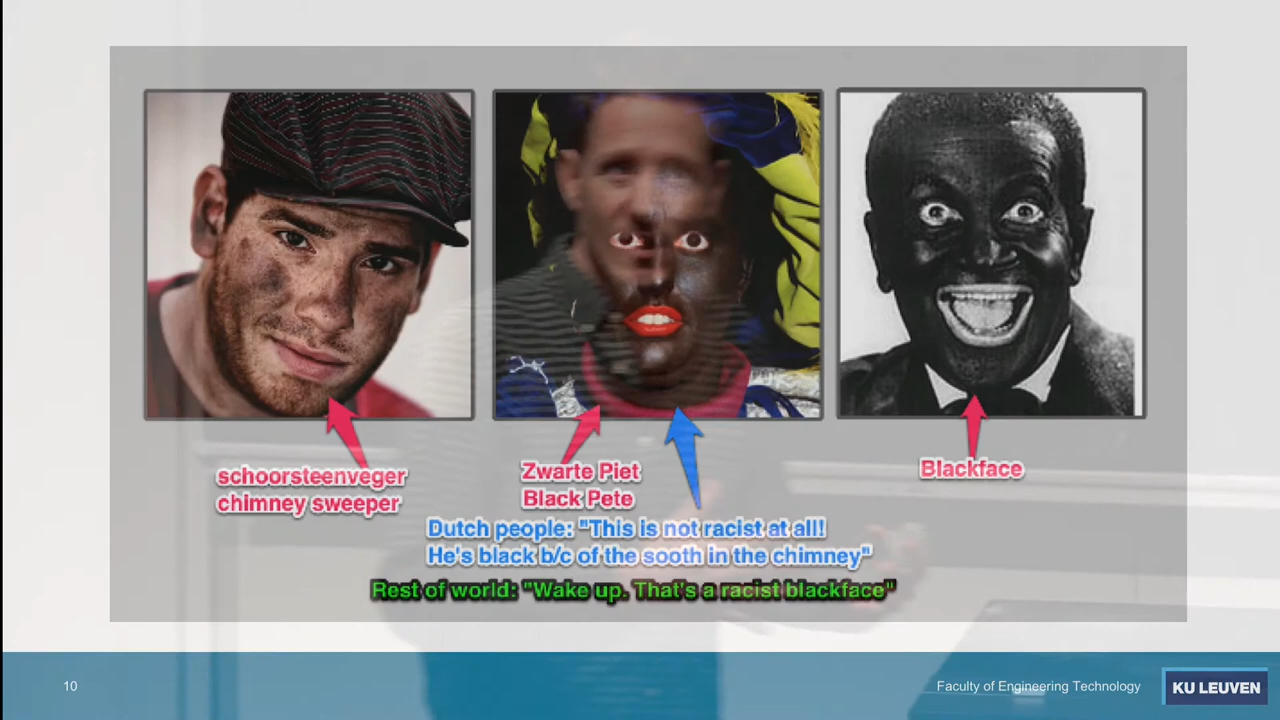 schoorsteenveger
chimney sweeper
Zwarte Piet
Black Pete
Blackface
Dutch people: "This is not racist at all!
He's black b/c of the sooth in the chimney"
Rest of world: "Wake up. That's a racist blackface"
10
Faculty of Engineering Technology
KU LEUVEN